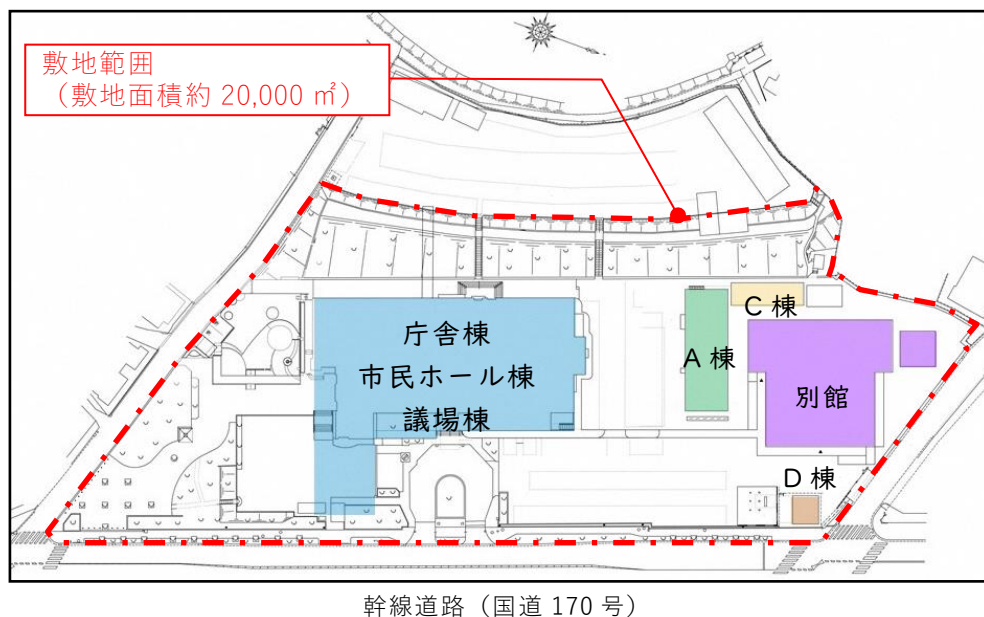 敷地範囲
（敷地面積約 20,000 ㎡）
庁舎棟
市民ホール棟
議場棟
C 棟
A 棟
別館
D 棟
幹線道路（国道 170 号）